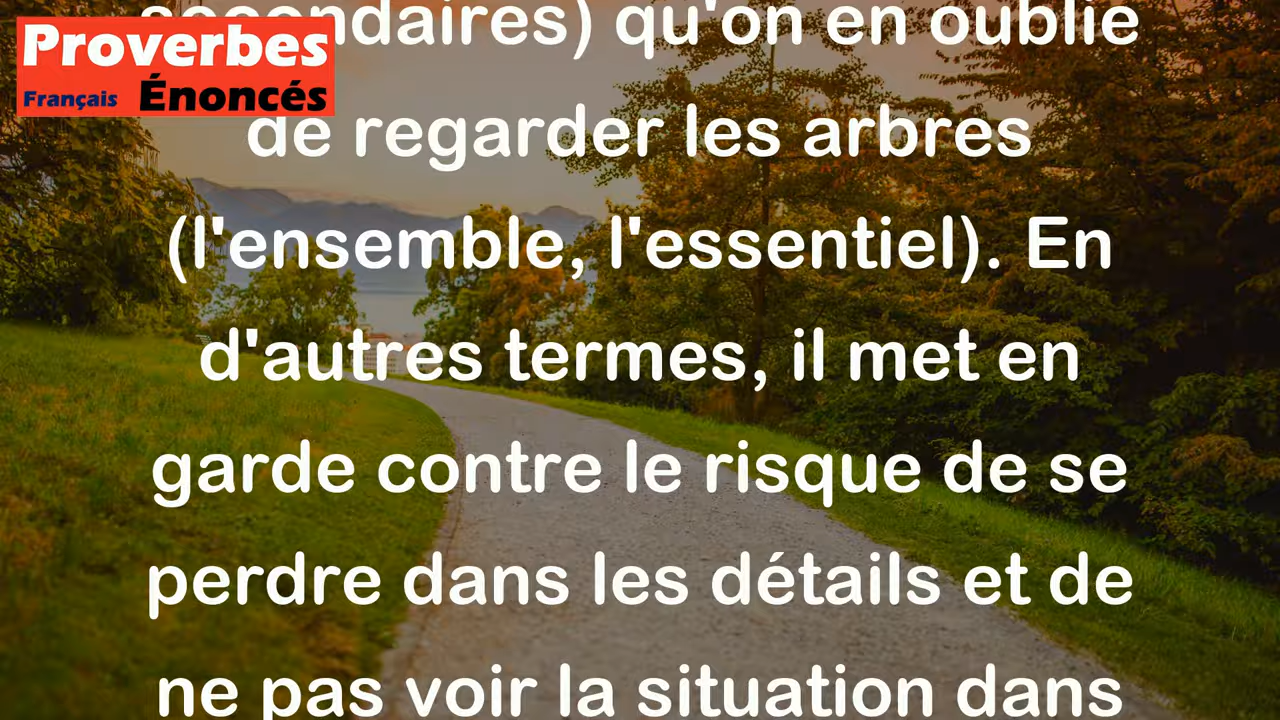 Proverbes
Français Énoncés
secondaires) qu'on en oublie
de regarder les arbres
(l'ensemble, l'essentiel). En
d'autres termes, il met en
garde contre le risque de se
perdre dans les détails et de
ne pas voir la situation dans